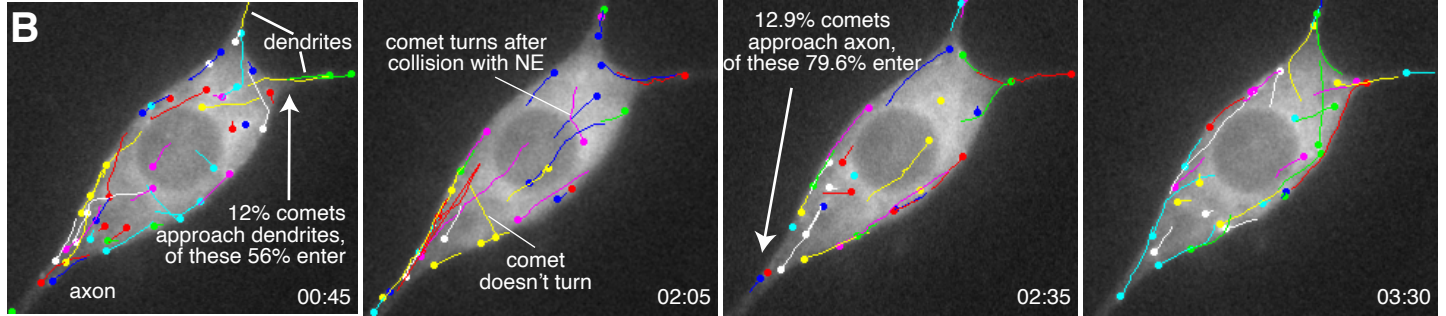 B
dendrites
12% comets
approach dendrites,
of these 56% enter
axon
00:45
comet turns after
collision with NE
comet
doesn't turn
02:05
12.9% comets
approach axon,
of these 79.6% enter
02:35
03:30